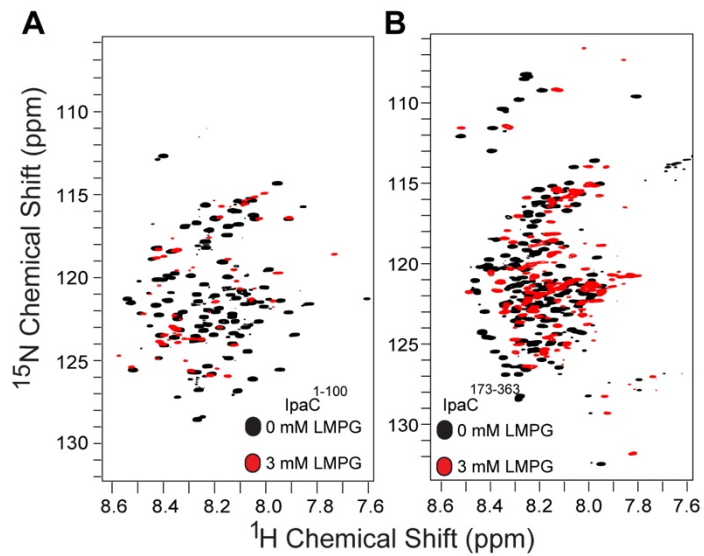 A
B
110
115
120
125
130
110
115
120
125
130
15N Chemical Shift (ppm)
IpaC1-100
0 mM LMPG
3 mM LMPG
IpaC173-363
0 mM LMPG
3 mM LMPG
8.6 8.4 8.2 8.0 7.8 7.6
8.6 8.4 8.2 8.0 7.8 7.6
1H Chemical Shift (ppm)